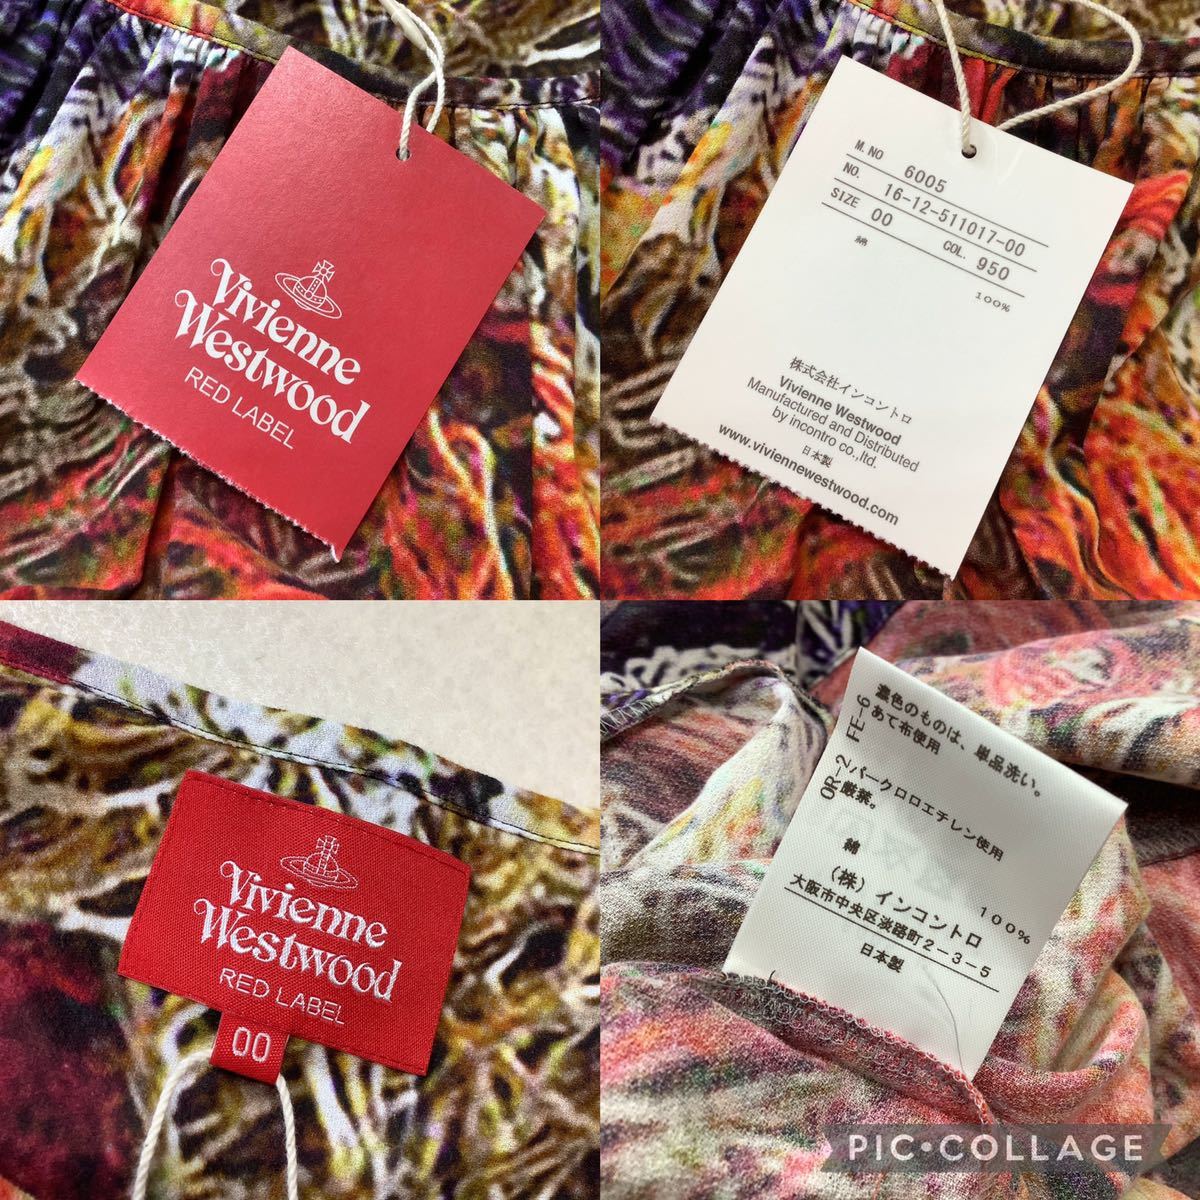 Vivienne
Westwood
RED LABEL
M.NO 6005
NO. 16-12-511017-00
SIZE 00 COL. 950
綿 100%
株式会社インコントロ
Vivienne Westwood
Manufactured and Distributed
by incontro co.,ltd.
日本製
www.viviennewestwood.com
Vivienne
Westwood
RED LABEL
00
濃色のものは、単品洗い。
あて布使用
OR-2 FE-6
パークロロエチレン使用
厳禁。
綿 100%
(株)インコントロ
大阪市中央区淡路町2-3-5
日本製
PIC•COLLAGE